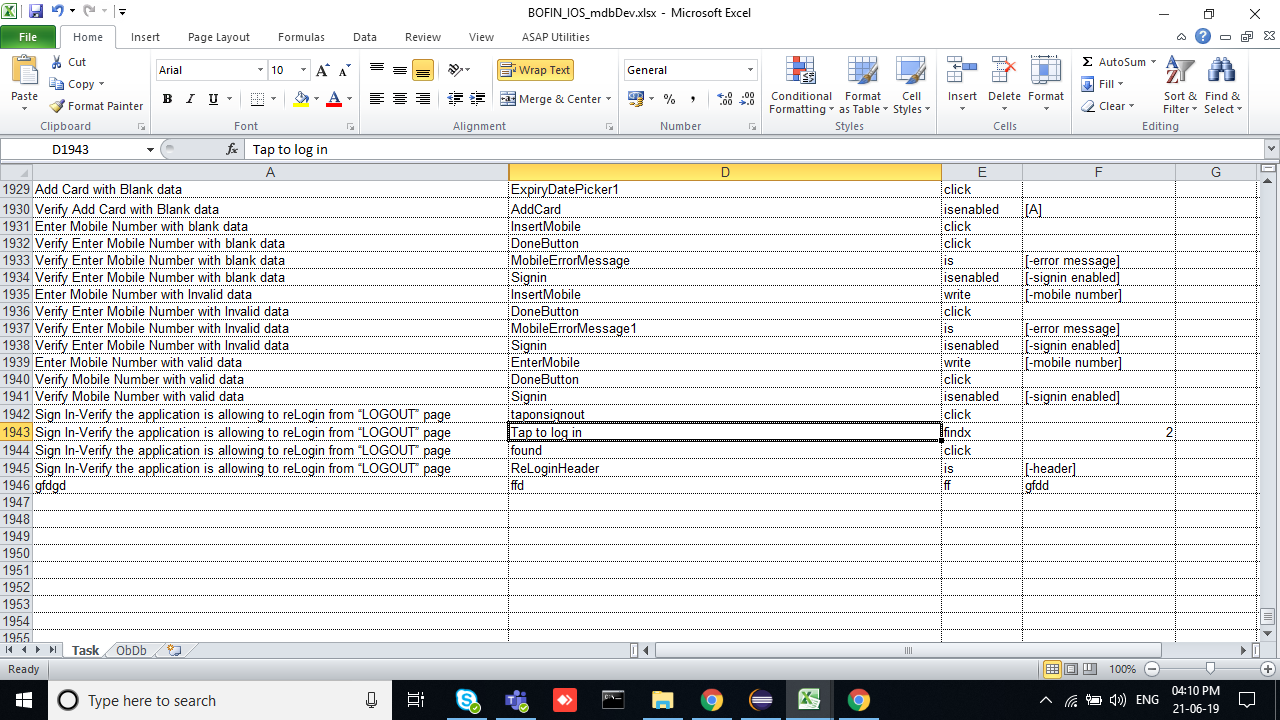 BOFIN_IOS_mdbDev.xlsx - Microsoft Excel
File Home Insert Page Layout Formulas Data Review View ASAP Utilities
Paste
Cut
Copy
Format Painter
Clipboard
Arial 10
B I U
Font
Wrap Text
Merge & Center
Alignment
General
% , .00
Number
Conditional Formatting
Format as Table
Cell Styles
Styles
Insert Delete Format
Cells
AutoSum
Fill
Clear
Sort & Filter
Find & Select
Editing
D1943 fx Tap to log in
A D E F G
1929 Add Card with Blank data ExpiryDatePicker1 click
1930 Verify Add Card with Blank data AddCard isenabled [A]
1931 Enter Mobile Number with blank data InsertMobile click
1932 Verify Enter Mobile Number with blank data DoneButton click
1933 Verify Enter Mobile Number with blank data MobileErrorMessage is [-error message]
1934 Verify Enter Mobile Number with blank data Signin isenabled [-signin enabled]
1935 Enter Mobile Number with Invalid data InsertMobile write [-mobile number]
1936 Verify Enter Mobile Number with Invalid data DoneButton click
1937 Verify Enter Mobile Number with Invalid data MobileErrorMessage1 is [-error message]
1938 Verify Enter Mobile Number with Invalid data Signin isenabled [-signin enabled]
1939 Enter Mobile Number with valid data EnterMobile write [-mobile number]
1940 Verify Mobile Number with valid data DoneButton click
1941 Verify Mobile Number with valid data Signin isenabled [-signin enabled]
1942 Sign In-Verify the application is allowing to reLogin from “LOGOUT” page taponsignout click
1943 Sign In-Verify the application is allowing to reLogin from “LOGOUT” page Tap to log in findx 2
1944 Sign In-Verify the application is allowing to reLogin from “LOGOUT” page found click
1945 Sign In-Verify the application is allowing to reLogin from “LOGOUT” page ReLoginHeader is [-header]
1946 gfdgd ffd ff gfdd
1947
1948
1949
1950
1951
1952
1953
1954
1955
Task ObDb
Ready 100%
Type here to search
ENG
04:10 PM
21-06-19